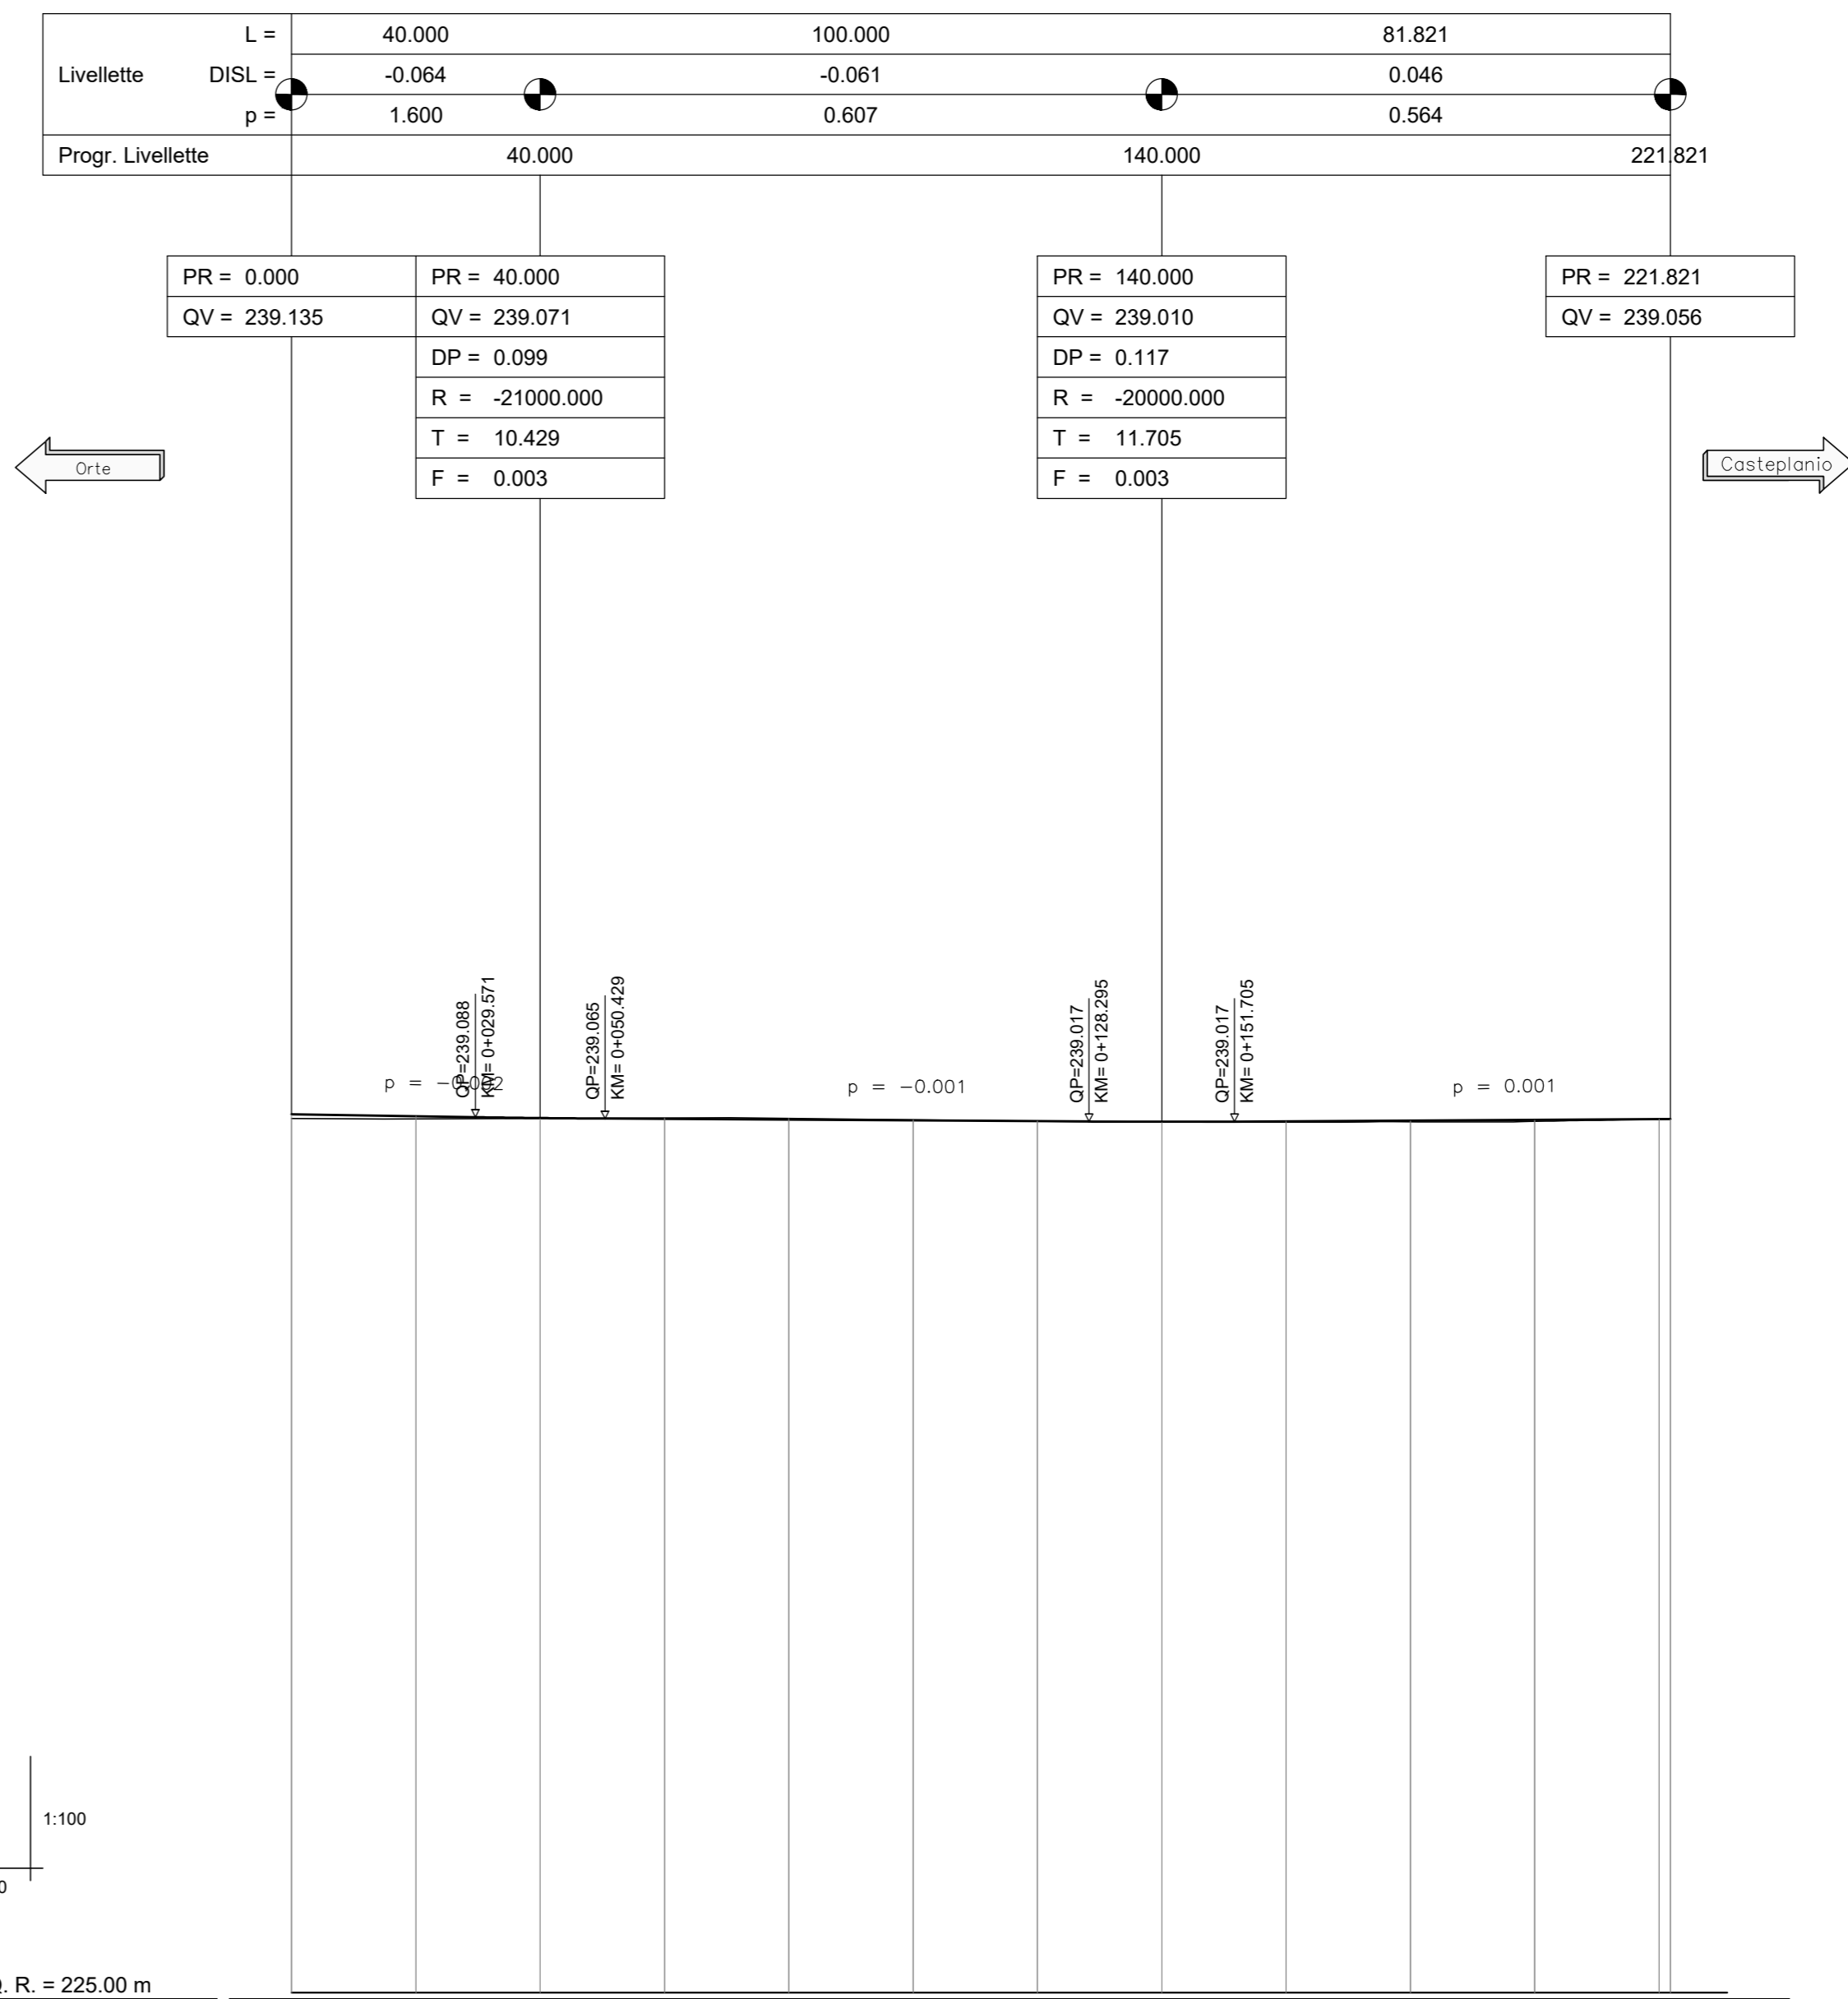 L = 40.000 100.000 81.821
Livellette DISL = -0.064 -0.061 0.046
p = 1.600 0.607 0.564
Progr. Livellette 40.000 140.000 221.821
PR = 0.000
QV = 239.135
PR = 40.000
QV = 239.071
DP = 0.099
R = -21000.000
T = 10.429
F = 0.003
PR = 140.000
QV = 239.010
DP = 0.117
R = -20000.000
T = 11.705
F = 0.003
PR = 221.821
QV = 239.056
Orte
Casteplanio
QP=239.088
KM= 0+029.571
QP=239.065
KM= 0+050.429
QP=239.017
KM= 0+128.295
QP=239.017
KM= 0+151.705
p = -0.002
p = -0.001
p = 0.001
1:100
0
R. = 225.00 m